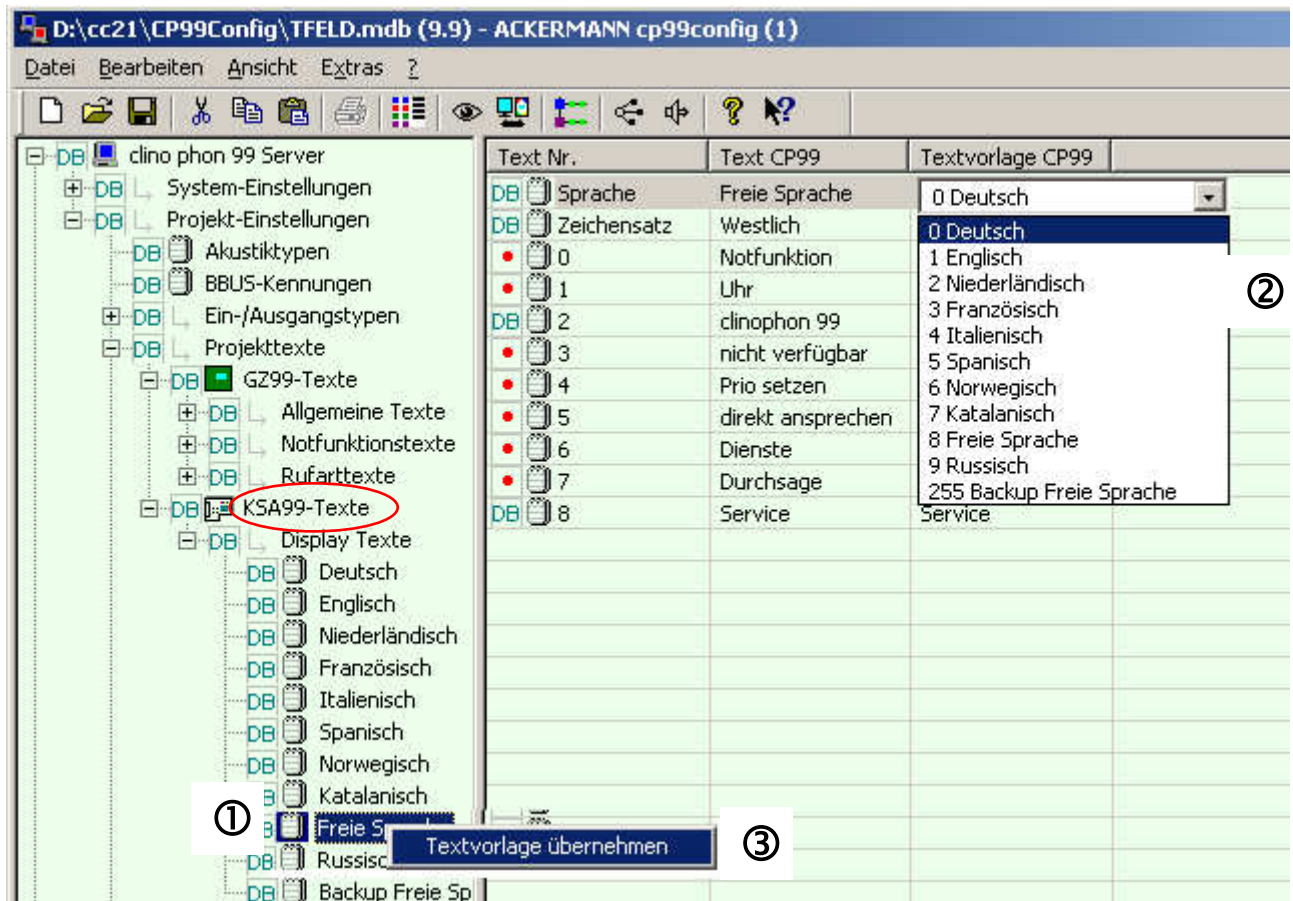 D:\cc21\CP99Config\TFELD.mdb (9.9) - ACKERMANN cp99config (1)
Datei Bearbeiten Ansicht Extras ?
DB clino phon 99 Server
DB System-Einstellungen
DB Projekt-Einstellungen
DB Akustiktypen
DB BBUS-Kennungen
DB Ein-/Ausgangstypen
DB Projekttexte
DB GZ99-Texte
DB Allgemeine Texte
DB Notfunktionstexte
DB Rufarttexte
DB KSA99-Texte
DB Display Texte
DB Deutsch
DB Englisch
DB Niederländisch
DB Französisch
DB Italienisch
DB Spanisch
DB Norwegisch
Katalanisch
① Freie
DB Russisc
DB Backup Freie Sp
Textvorlage übernehmen ③
Text Nr. Text CP99 Textvorlage CP99
DB Sprache Freie Sprache 0 Deutsch
DB Zeichensatz Westlich
0 Notfunktion
1 Uhr
DB 2 clinophon 99
3 nicht verfügbar
4 Prio setzen
5 direkt ansprechen
6 Dienste
7 Durchsage
DB 8 Service Service
0 Deutsch
1 Englisch
2 Niederländisch
3 Französisch
4 Italienisch
5 Spanisch
6 Norwegisch
7 Katalanisch
8 Freie Sprache
9 Russisch
255 Backup Freie Sprache
②